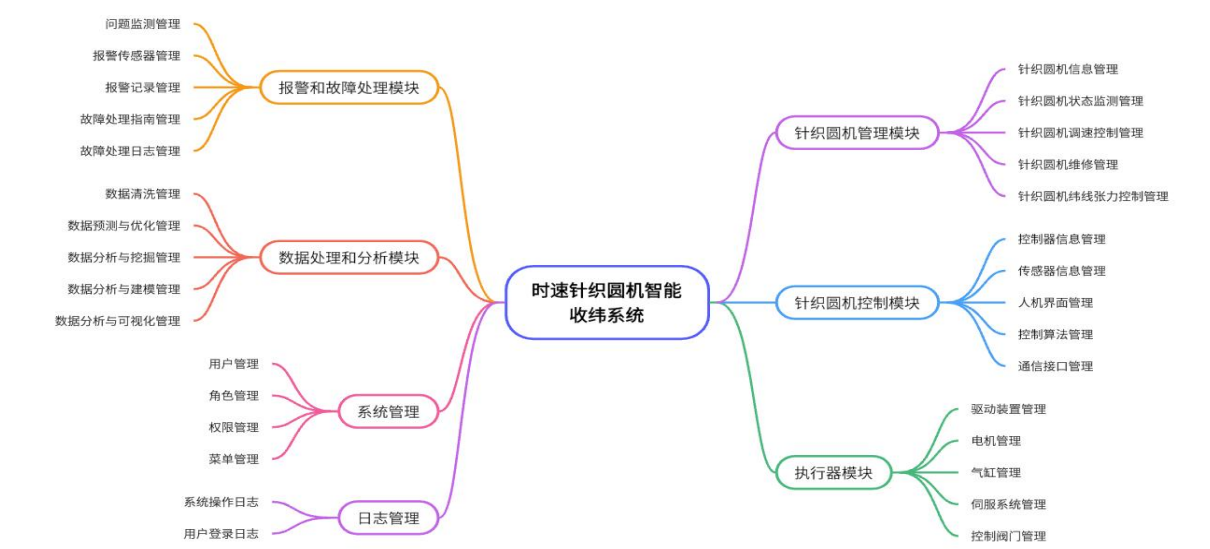 时速针织圆机智能
收纬系统
报警和故障处理模块
问题监测管理
报警传感器管理
报警记录管理
故障处理指南管理
故障处理日志管理
数据处理和分析模块
数据清洗管理
数据预测与优化管理
数据分析与挖掘管理
数据分析与建模管理
数据分析与可视化管理
系统管理
用户管理
角色管理
权限管理
菜单管理
日志管理
系统操作日志
用户登录日志
针织圆机管理模块
针织圆机信息管理
针织圆机状态监测管理
针织圆机调速控制管理
针织圆机维修管理
针织圆机纬线张力控制管理
针织圆机控制模块
控制器信息管理
传感器信息管理
人机界面管理
控制算法管理
通信接口管理
执行器模块
驱动装置管理
电机管理
气缸管理
伺服系统管理
控制阀门管理